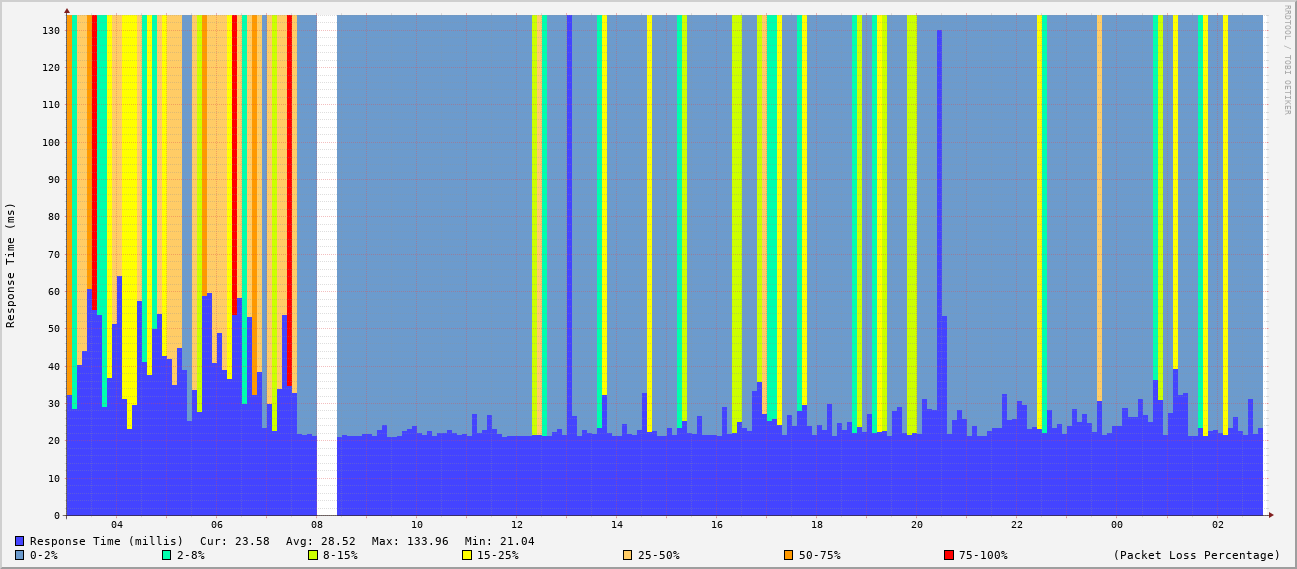 RRDTOOL / TOBI OETIKER
Response Time (ms)
130
120
110
100
90
80
70
60
50
40
30
20
10
0
04 06 08 10 12 14 16 18 20 22 00 02
Response Time (millis) Cur: 23.58 Avg: 28.52 Max: 133.96 Min: 21.04
0-2% 2-8% 8-15% 15-25% 25-50% 50-75% 75-100% (Packet Loss Percentage)